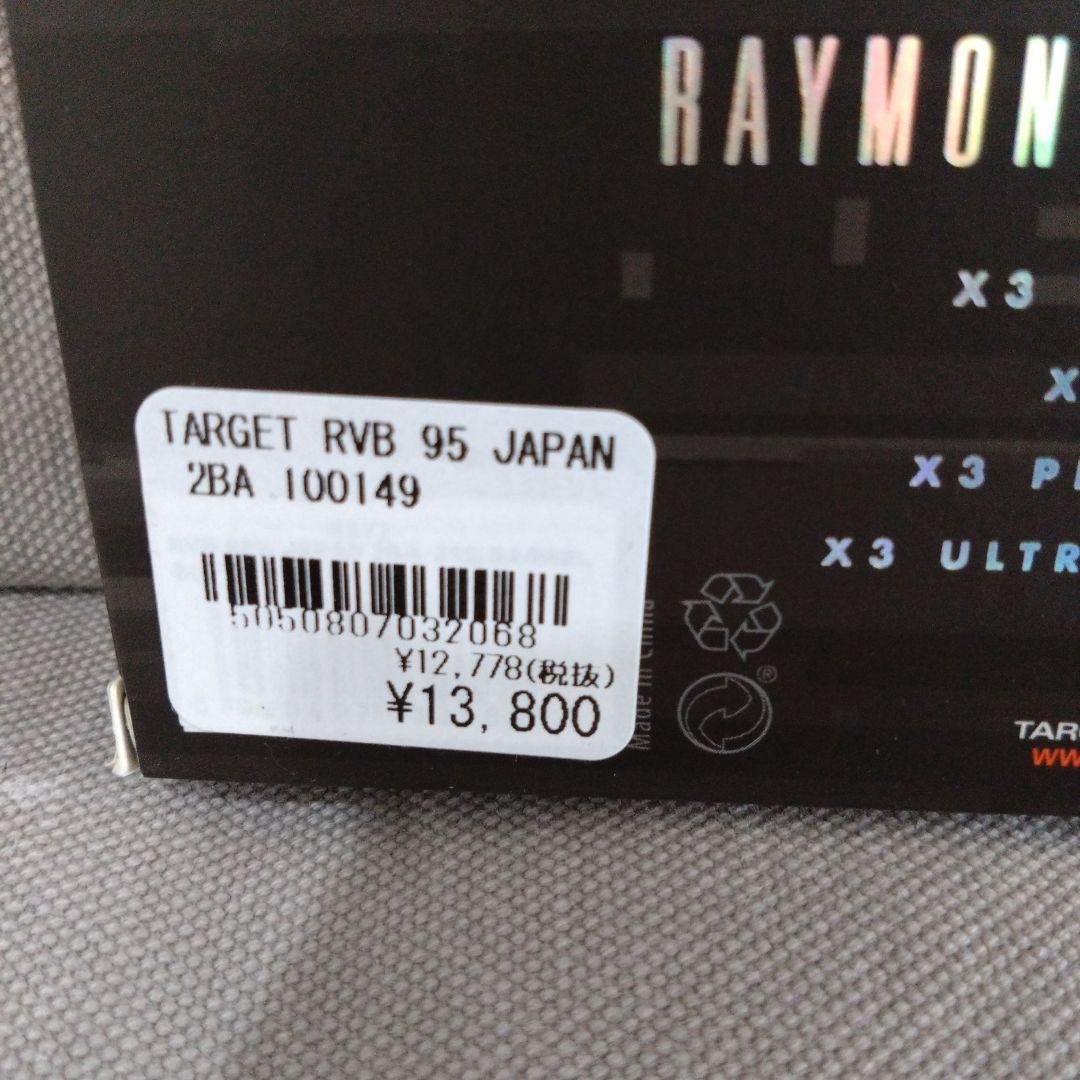 RAYMON
X3
X
X3 P
X3 ULTR
TARGET RVB 95 JAPAN
2BA 100149
5050807032068
¥12,778(税抜)
¥13,800
Made in China
®
TAR
ww